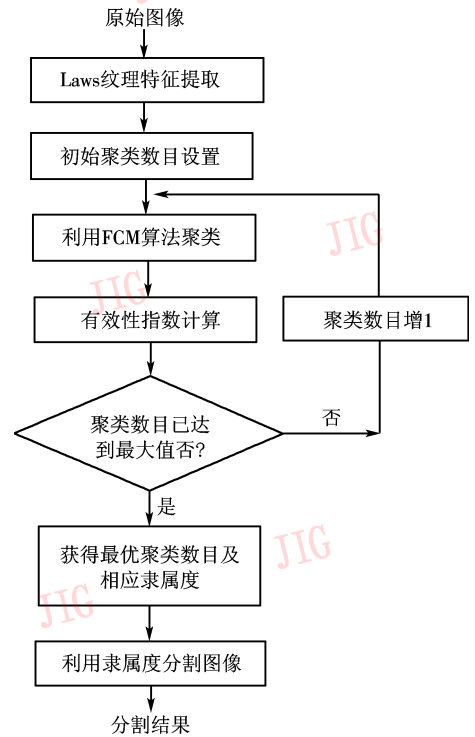 原始图像
Laws纹理特征提取
初始聚类数目设置
利用FCM算法聚类
有效性指数计算
聚类数目增1
聚类数目已达
到最大值否?
否
是
获得最优聚类数目及
相应隶属度
利用隶属度分割图像
分割结果
JIG
JIG
JIG
JIG